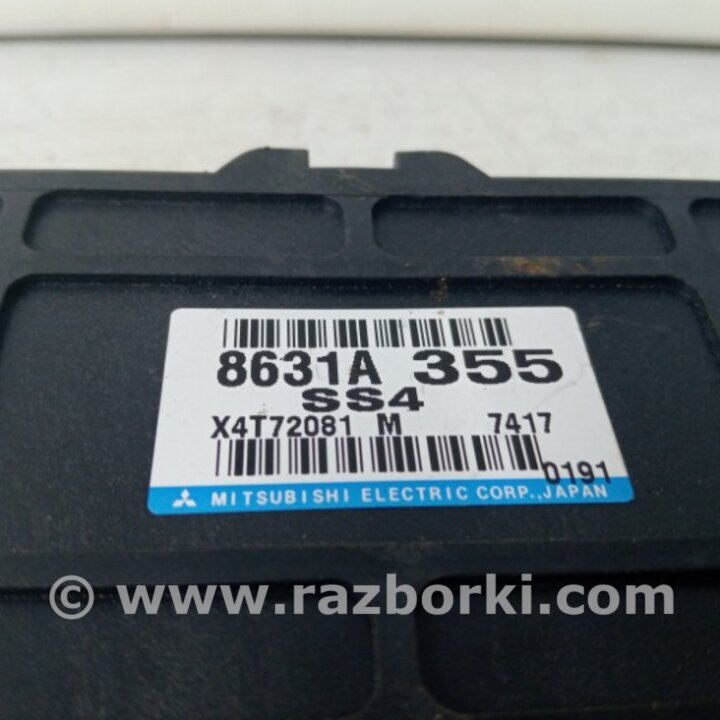 8631A 355
SS4
X4T72081 M 7417
0191
MITSUBISHI ELECTRIC CORP.,JAPAN
© www.razborki.com